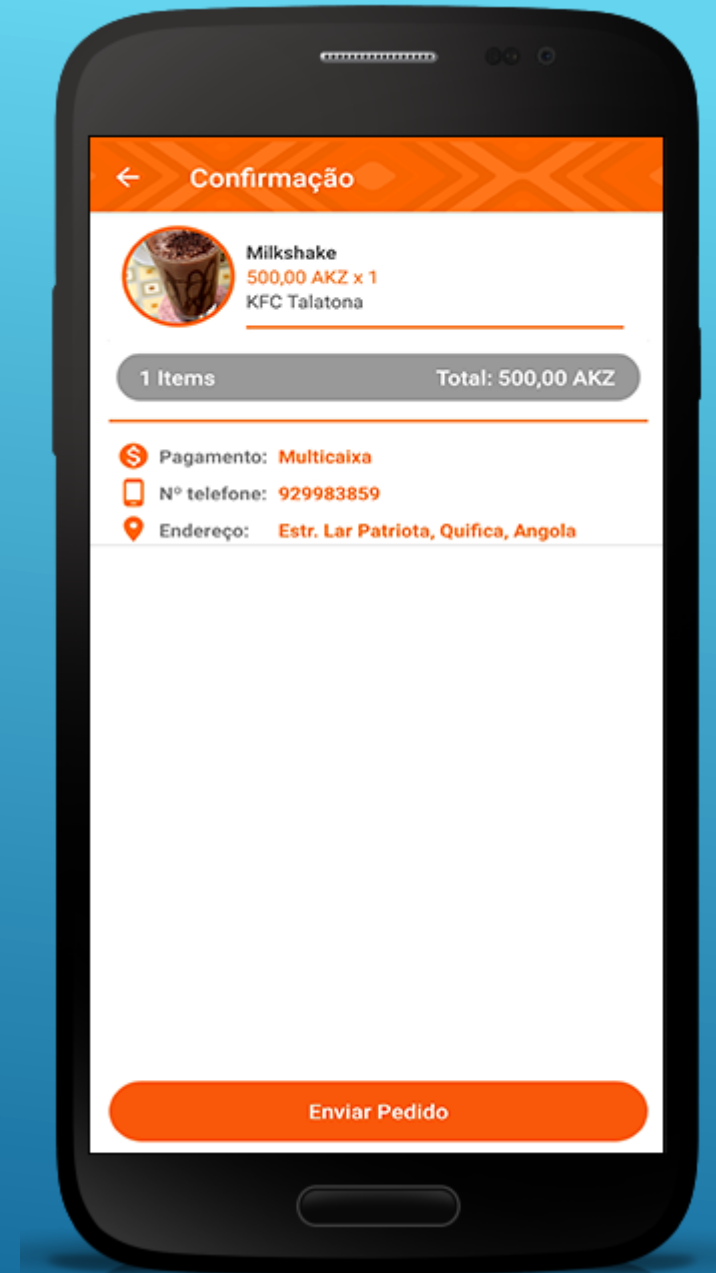 Confirmação
Milkshake
500,00 AKZ x 1
KFC Talatona
1 Items Total: 500,00 AKZ
Pagamento: Multicaixa
Nº telefone: 929983859
Endereço: Estr. Lar Patriota, Quifica, Angola
Enviar Pedido